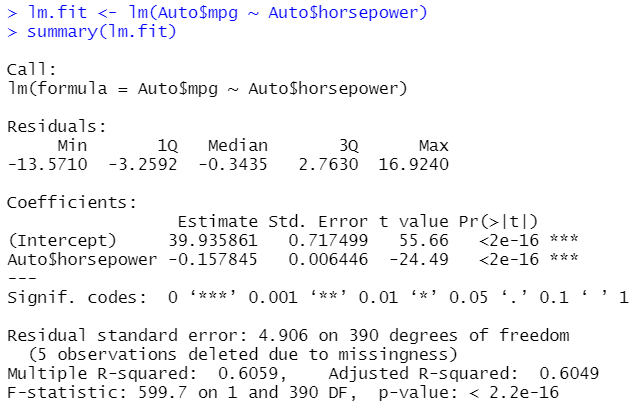 > lm.fit <- lm(Auto$mpg ~ Auto$horsepower)
> summary(lm.fit)
Call:
lm(formula = Auto$mpg ~ Auto$horsepower)
Residuals:
Min 1Q Median 3Q Max
-13.5710 -3.2592 -0.3435 2.7630 16.9240
Coefficients:
Estimate Std. Error t value Pr(>|t|)
(Intercept) 39.935861 0.717499 55.66 <2e-16 ***
Auto$horsepower -0.157845 0.006446 -24.49 <2e-16 ***
---
Signif. codes: 0 ‘***’ 0.001 ‘**’ 0.01 ‘*’ 0.05 ‘.’ 0.1 ‘ ’ 1
Residual standard error: 4.906 on 390 degrees of freedom
(5 observations deleted due to missingness)
Multiple R-squared: 0.6059, Adjusted R-squared: 0.6049
F-statistic: 599.7 on 1 and 390 DF, p-value: < 2.2e-16